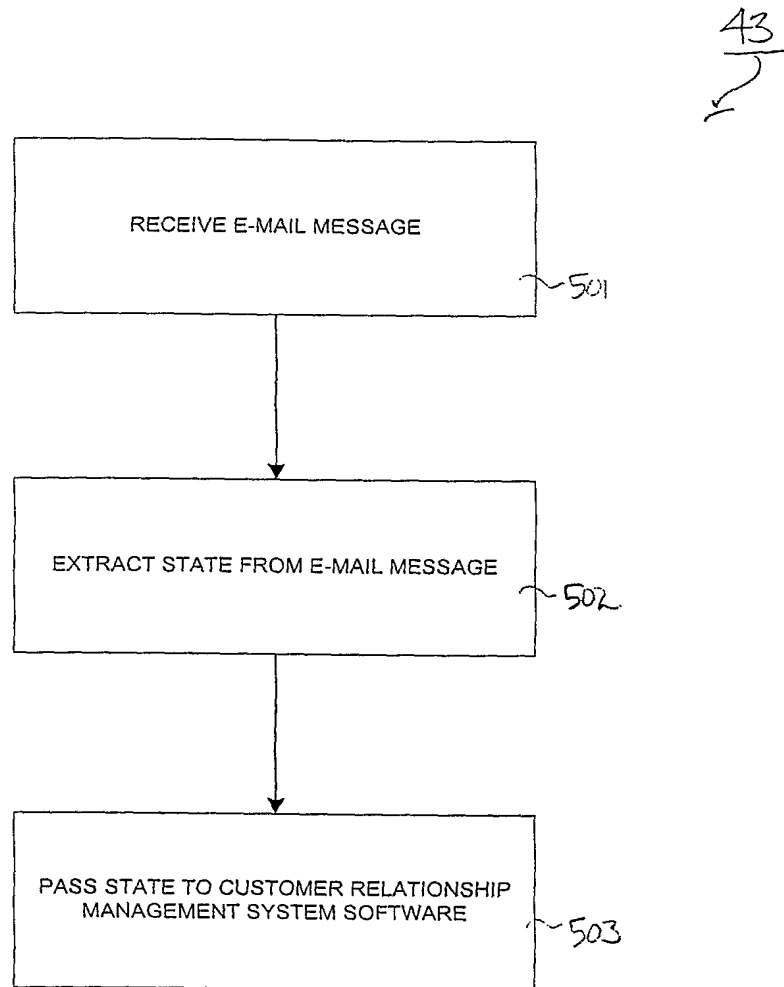 43
RECEIVE E-MAIL MESSAGE
501
EXTRACT STATE FROM E-MAIL MESSAGE
502
PASS STATE TO CUSTOMER RELATIONSHIP
MANAGEMENT SYSTEM SOFTWARE
503